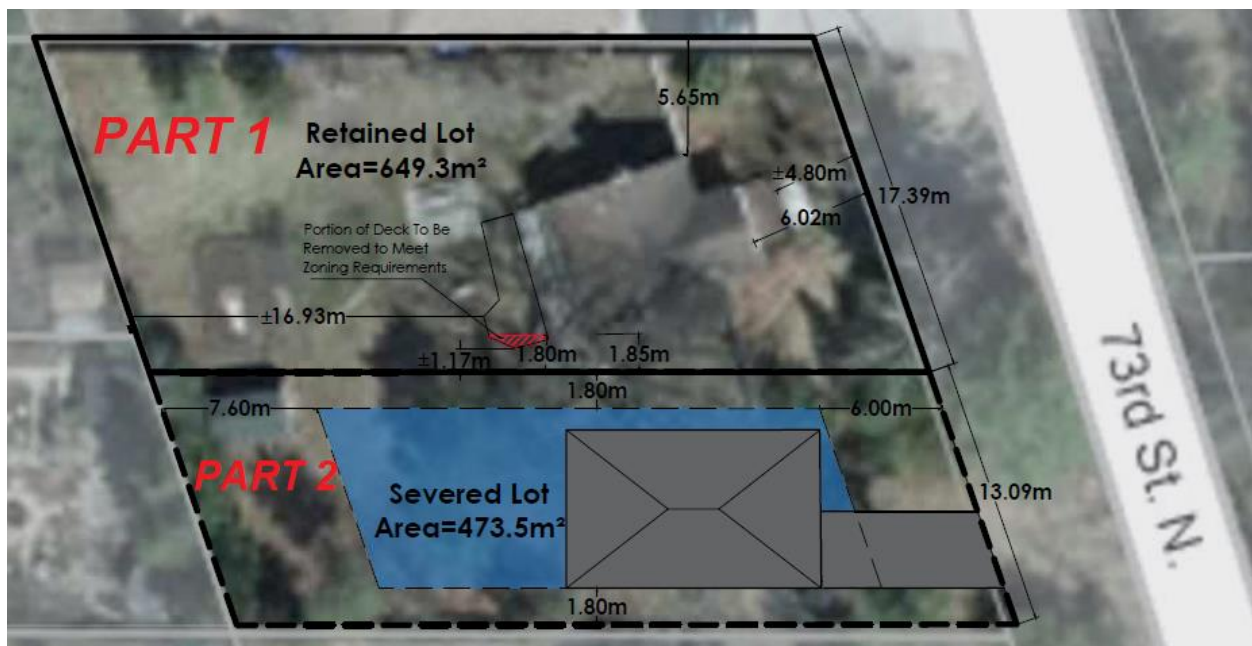 5.65m
PART 1
Retained Lot
Area=649.3m²
±4.80m
17.39m
6.02m
Portion of Deck To Be
Removed to Meet
Zoning Requirements
±16.93m
±1.17m
1.80m
1.85m
1.80m
7.60m
6.00m
73rd St. N.
PART 2
Severed Lot
Area=473.5m²
13.09m
1.80m